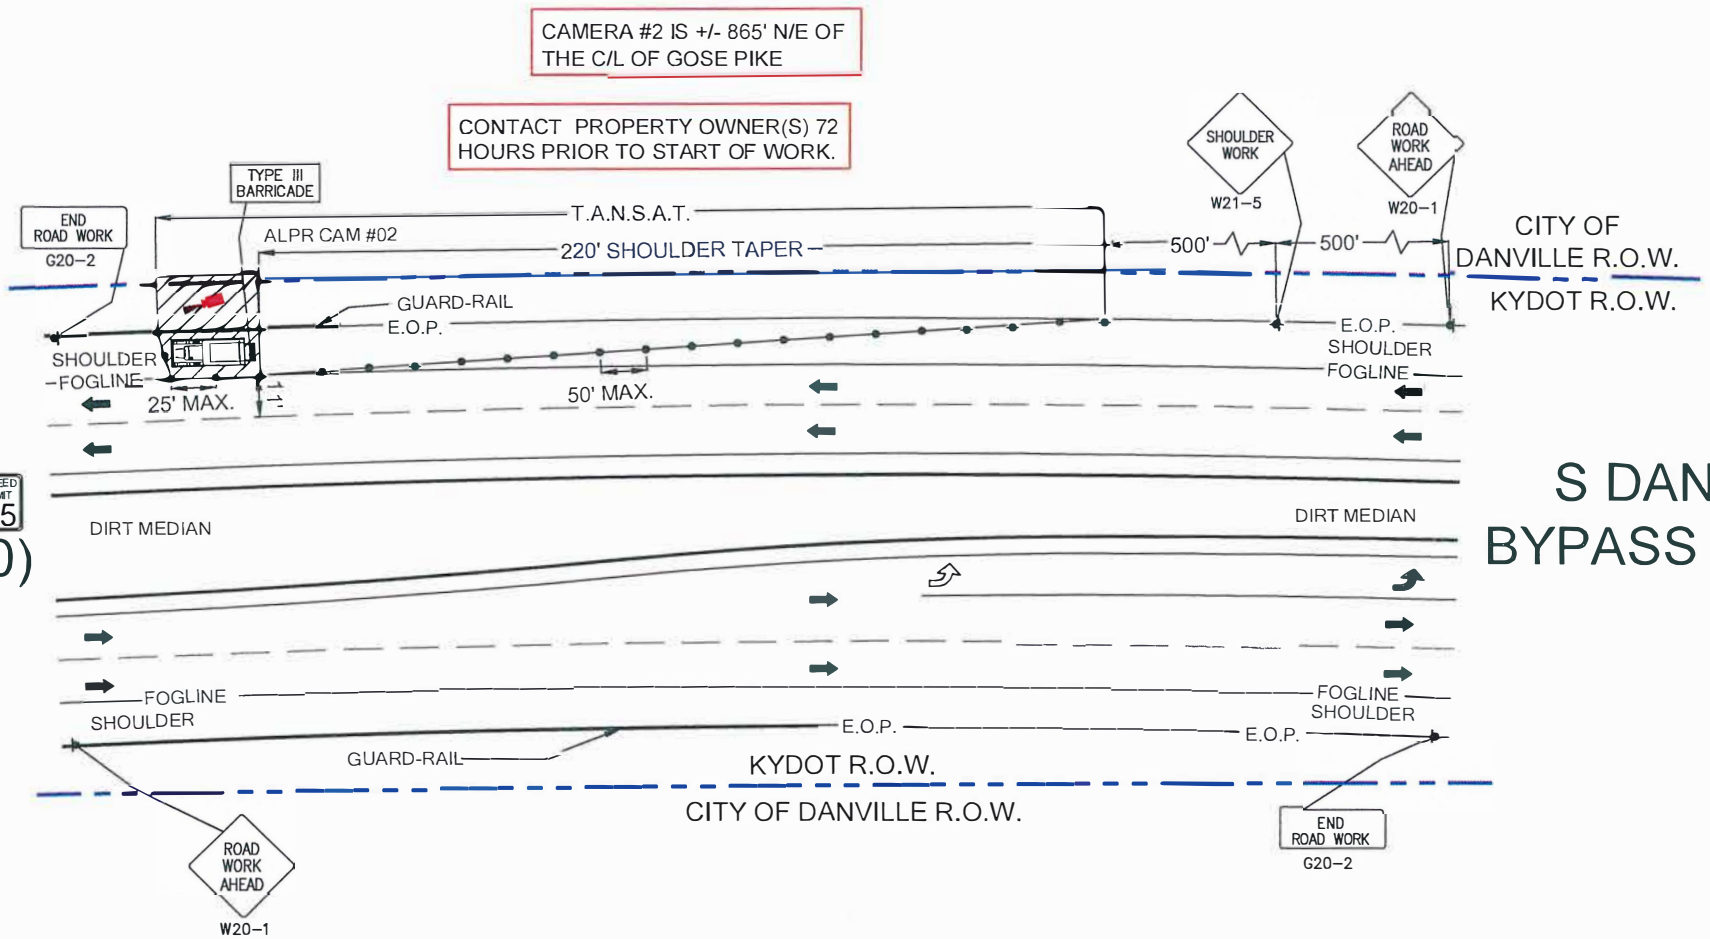 CAMERA #2 IS +/- 865' N/E OF
THE C/L OF GOSE PIKE
CONTACT PROPERTY OWNER(S) 72
HOURS PRIOR TO START OF WORK.
SHOULDER
WORK
W21-5
ROAD
WORK
AHEAD
W20-1
TYPE III
BARRICADE
END
ROAD WORK
G20-2
T.A.N.S.A.T.
ALPR CAM #02
220' SHOULDER TAPER
500'
500'
CITY OF
DANVILLE R.O.W.
KYDOT R.O.W.
GUARD-RAIL
E.O.P.
E.O.P.
SHOULDER
FOGLINE
SHOULDER
FOGLINE
25' MAX.
50' MAX.
5
0)
DIRT MEDIAN
DIRT MEDIAN
S DAN
BYPASS
FOGLINE
SHOULDER
FOGLINE
SHOULDER
E.O.P.
E.O.P.
GUARD-RAIL
KYDOT R.O.W.
CITY OF DANVILLE R.O.W.
ROAD
WORK
AHEAD
W20-1
END
ROAD WORK
G20-2